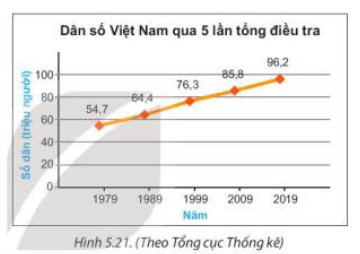 Dân số Việt Nam qua 5 lần tổng điều tra
Số dân (triệu người)
100
80
60
40
20
0
54,7
64,4
76,3
85,8
96,2
1979 1989 1999 2009 2019
Năm
Hình 5.21. (Theo Tổng cục Thống kê)